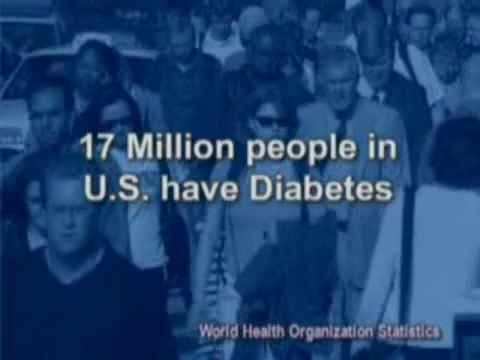 17 Million people in
U.S. have Diabetes
World Health Organization Statistics